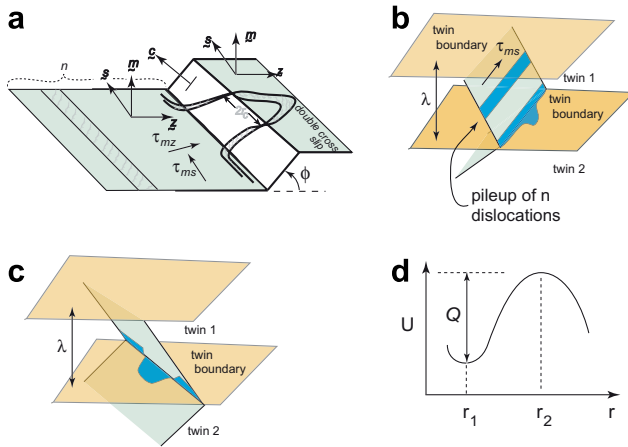 a
n
s
m
z
c
s
m
z
2r₀
double cross
slip
τmz
τms
ϕ
b
twin
boundary
τms
λ
twin 1
twin
boundary
twin 2
pileup of n
dislocations
c
λ
twin 1
twin
boundary
twin 2
d
U
Q
r₁
r₂
r